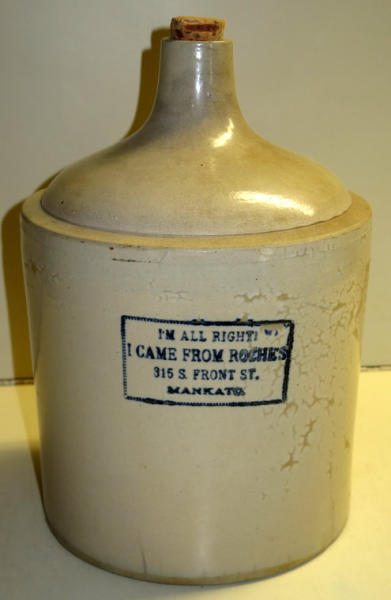 I'M ALL RIGHT!
I CAME FROM ROCHE'S
315 S. FRONT ST.
MANKATO.